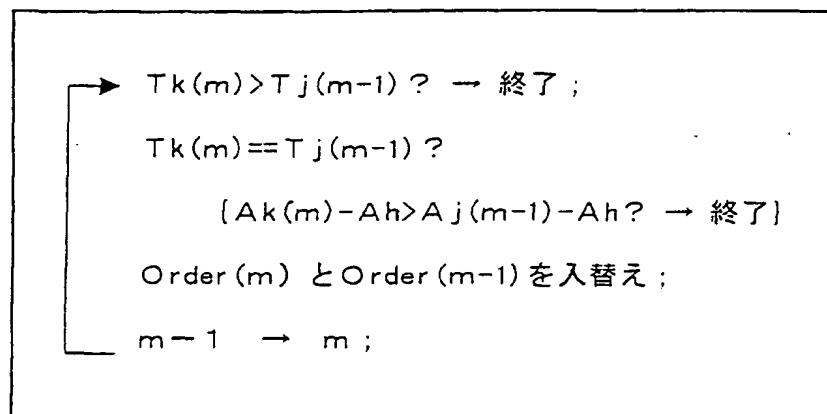 Tk(m)>Tj(m-1)? → 終了;
Tk(m)==Tj(m-1)?
{Ak(m)-Ah>Aj(m-1)-Ah? → 終了}
Order(m) とOrder(m-1)を入替え;
m-1 → m;